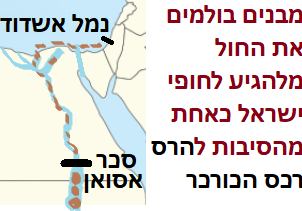 מבנים בולמים
את החול
מלהגיע לחופי
ישראל כאחת
מהסיבות להרס
רכס הכורכר
נמל אשדוד
סכר
אסואן